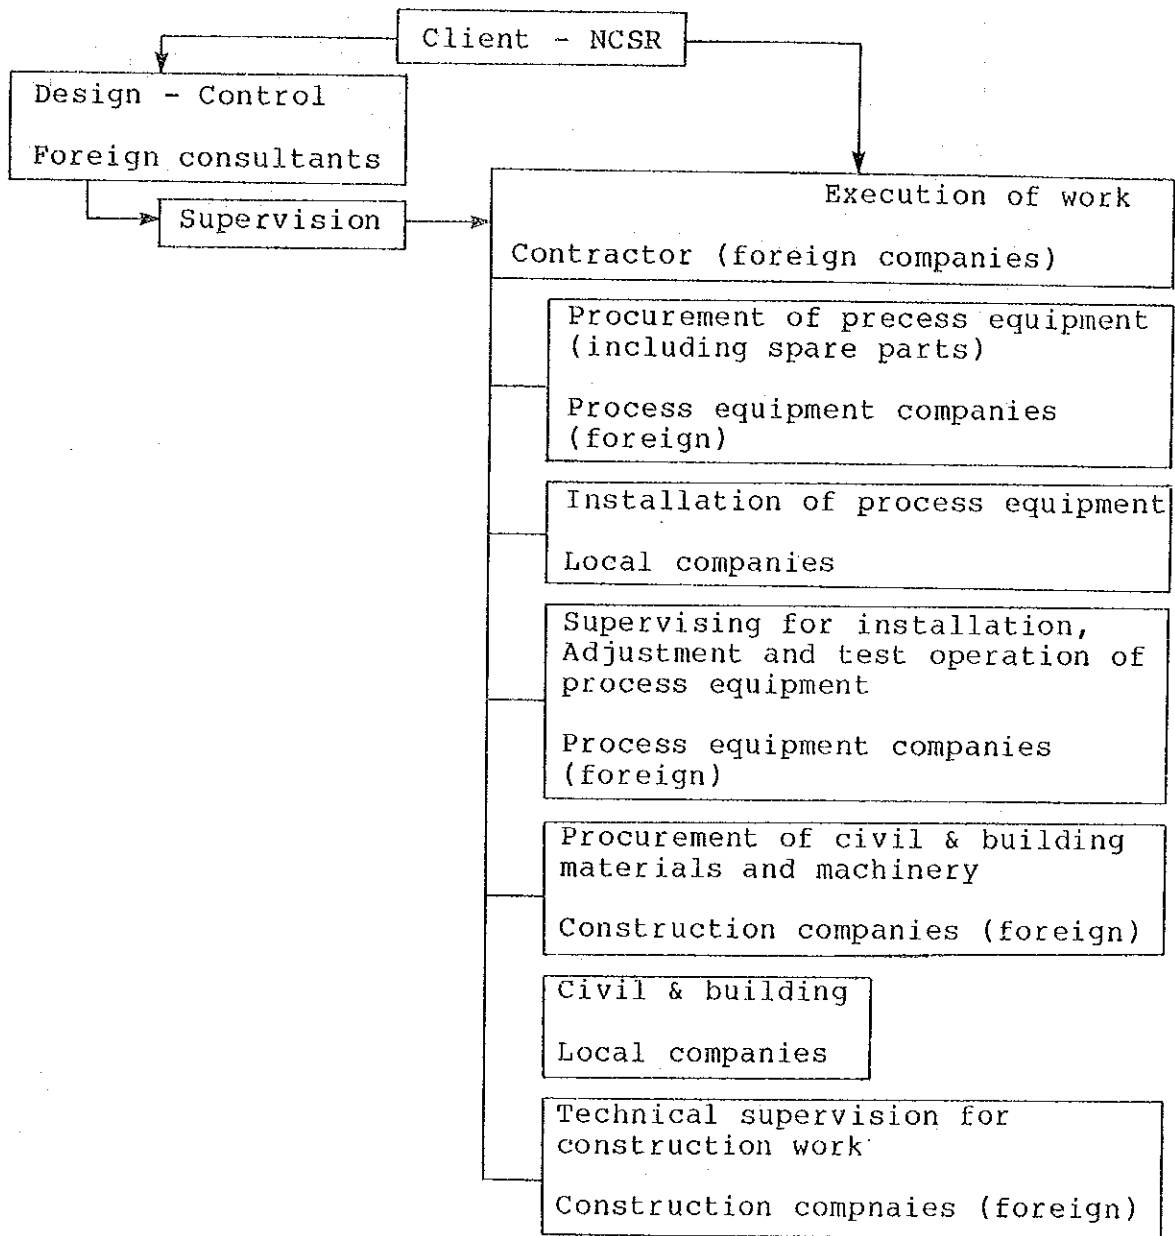 Client - NCSR
Design - Control
Foreign consultants
Supervision
Execution of work
Contractor (foreign companies)
Procurement of precess equipment
(including spare parts)
Process equipment companies
(foreign)
Installation of process equipment
Local companies
Supervising for installation,
Adjustment and test operation of
process equipment
Process equipment companies
(foreign)
Procurement of civil & building
materials and machinery
Construction companies (foreign)
Civil & building
Local companies
Technical supervision for
construction work
Construction compnaies (foreign)